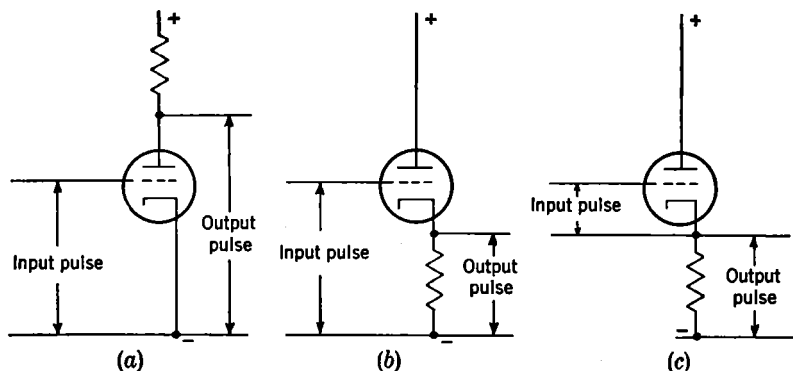 +
Input pulse
Output
pulse
-
(a)
+
Input pulse
Output
pulse
-
(b)
+
Input pulse
Output
pulse
-
(c)